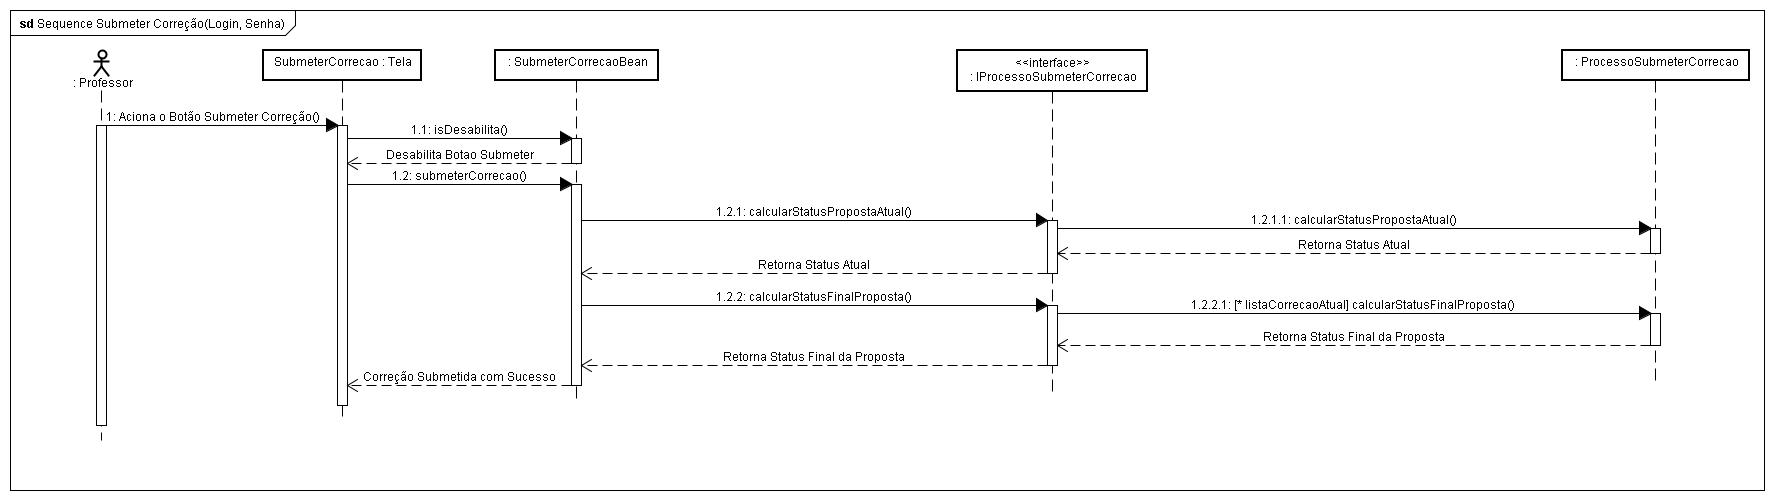 sd Sequence Submeter Correção(Login, Senha)
: Professor
SubmeterCorrecao : Tela
: SubmeterCorrecaoBean
<<interface>>
: IProcessoSubmeterCorrecao
: ProcessoSubmeterCorrecao
1: Aciona o Botão Submeter Correção()
1.1: isDesabilita()
Desabilita Botao Submeter
1.2: submeterCorrecao()
1.2.1: calcularStatusPropostaAtual()
1.2.1.1: calcularStatusPropostaAtual()
Retorna Status Atual
Retorna Status Atual
1.2.2: calcularStatusFinalProposta()
1.2.2.1: [* listaCorrecaoAtual] calcularStatusFinalProposta()
Retorna Status Final da Proposta
Retorna Status Final da Proposta
Correção Submetida com Sucesso